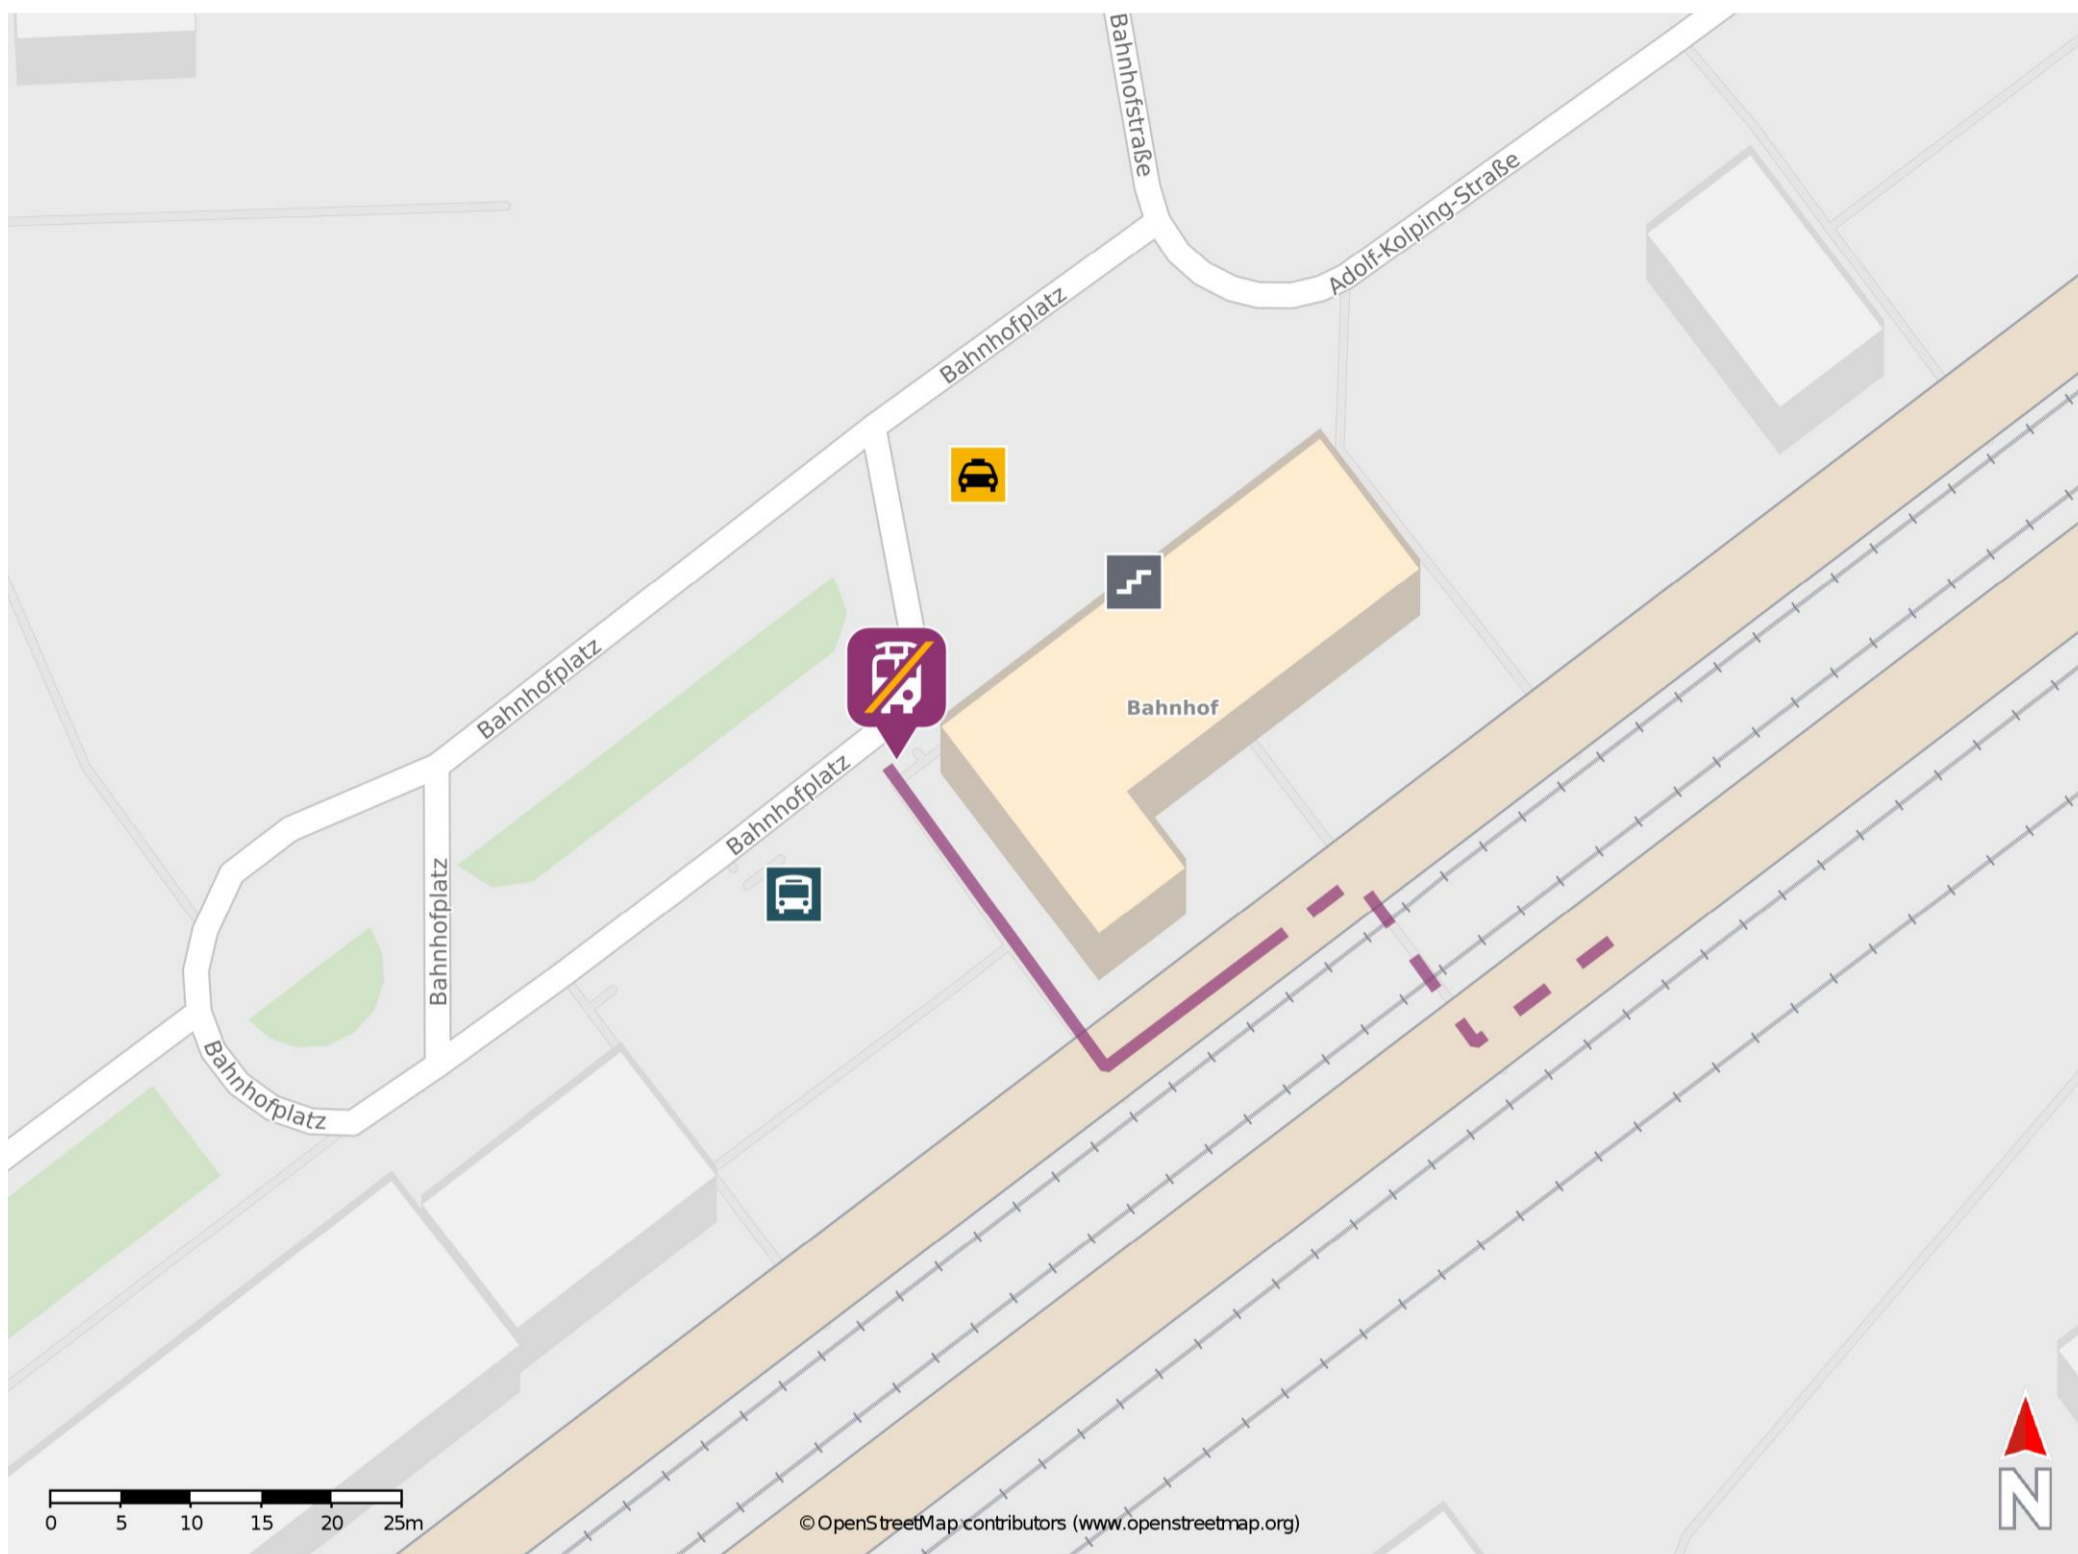 Bahnhofstraße
Adolf-Kolping-Straße
Bahnhofplatz
Bahnhofplatz
Bahnhof
Bahnhofplatz
Bahnhofplatz
Bahnhofplatz
0 5 10 15 20 25m
© OpenStreetMap contributors (www.openstreetmap.org)
N